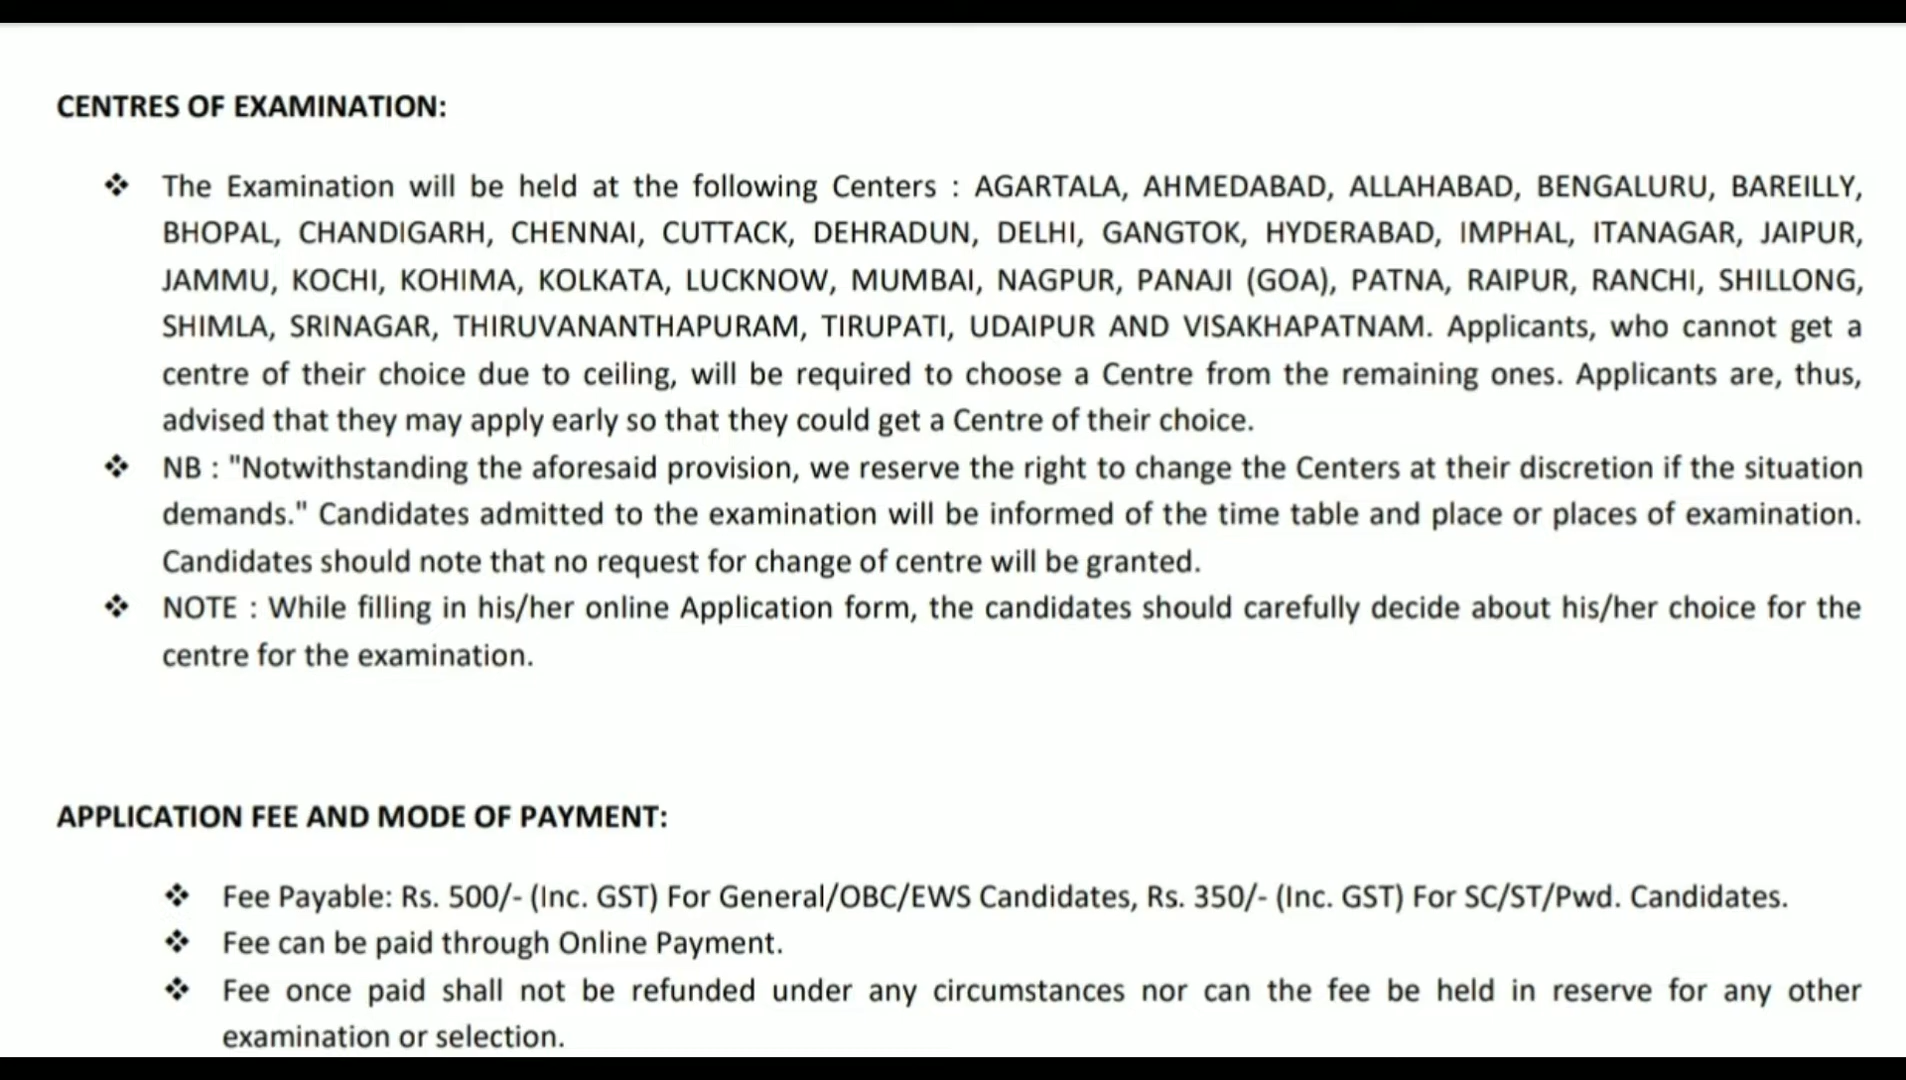 CENTRES OF EXAMINATION:
❖ The Examination will be held at the following Centers : AGARTALA, AHMEDABAD, ALLAHABAD, BENGALURU, BAREILLY,
BHOPAL, CHANDIGARH, CHENNAI, CUTTACK, DEHRADUN, DELHI, GANGTOK, HYDERABAD, IMPHAL, ITANAGAR, JAIPUR,
JAMMU, KOCHI, KOHIMA, KOLKATA, LUCKNOW, MUMBAI, NAGPUR, PANAJI (GOA), PATNA, RAIPUR, RANCHI, SHILLONG,
SHIMLA, SRINAGAR, THIRUVANANTHAPURAM, TIRUPATI, UDAIPUR AND VISAKHAPATNAM. Applicants, who cannot get a
centre of their choice due to ceiling, will be required to choose a Centre from the remaining ones. Applicants are, thus,
advised that they may apply early so that they could get a Centre of their choice.
❖ NB : "Notwithstanding the aforesaid provision, we reserve the right to change the Centers at their discretion if the situation
demands." Candidates admitted to the examination will be informed of the time table and place or places of examination.
Candidates should note that no request for change of centre will be granted.
❖ NOTE : While filling in his/her online Application form, the candidates should carefully decide about his/her choice for the
centre for the examination.
APPLICATION FEE AND MODE OF PAYMENT:
❖ Fee Payable: Rs. 500/- (Inc. GST) For General/OBC/EWS Candidates, Rs. 350/- (Inc. GST) For SC/ST/Pwd. Candidates.
❖ Fee can be paid through Online Payment.
❖ Fee once paid shall not be refunded under any circumstances nor can the fee be held in reserve for any other
examination or selection.